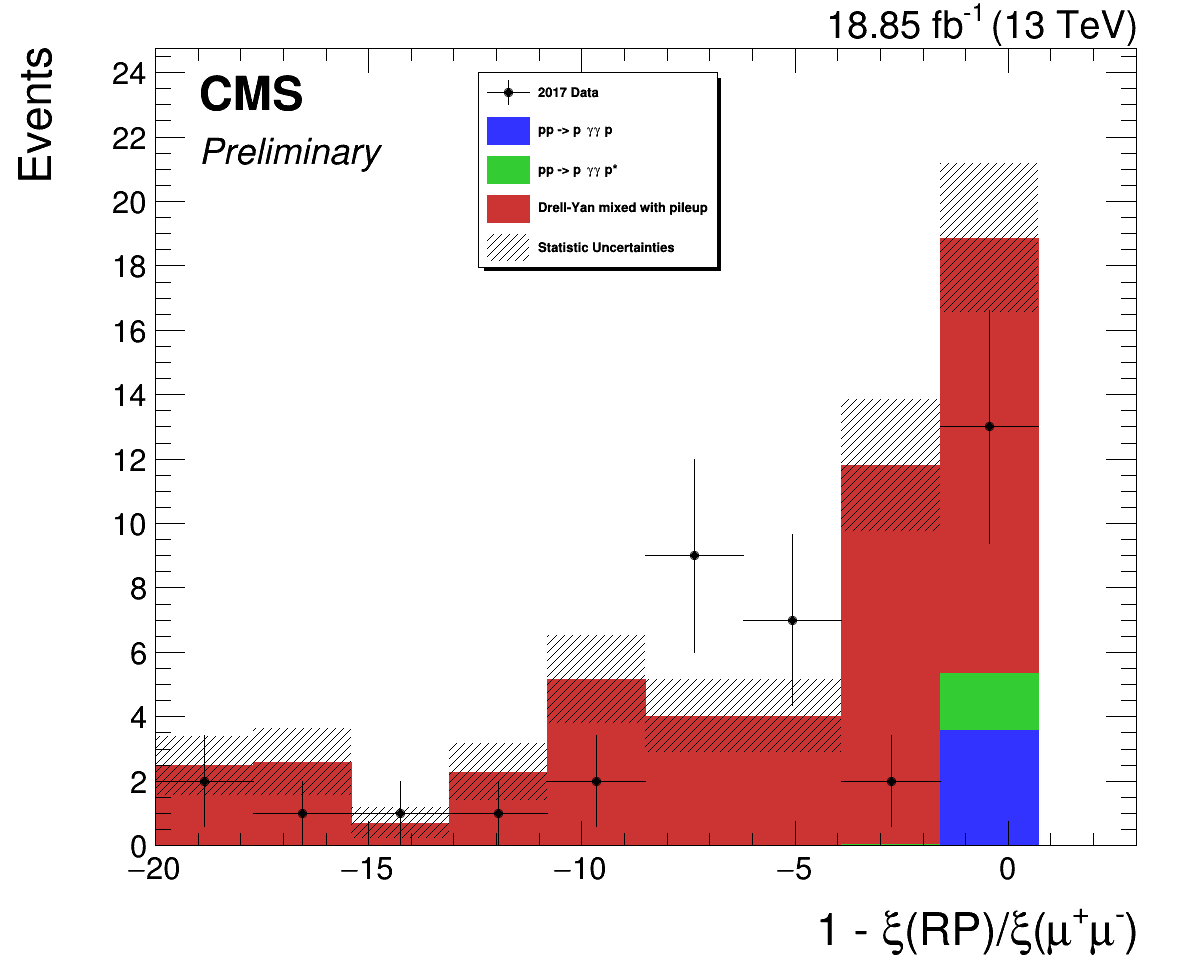 18.85 fb⁻¹ (13 TeV)
Events
CMS
Preliminary
2017 Data
pp -> p γγ p
pp -> p γγ p*
Drell-Yan mixed with pileup
Statistic Uncertainties
24
22
20
18
16
14
12
10
8
6
4
2
0
−20 −15 −10 −5 0
1 - ξ(RP)/ξ(μ⁺μ⁻)